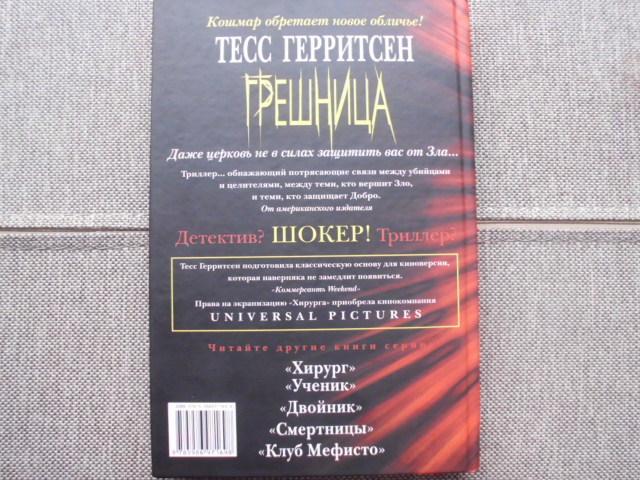 Кошмар обретает новое обличье!
ТЕСС ГЕРРИТСЕН
ГРЕШНИЦА
Даже церковь не в силах защитить вас от Зла...
Триллер... обнажающий потрясающие связи между убийцами
и целителями, между теми, кто вершит Зло,
и теми, кто защищает Добро.
От американского издателя
Детектив? ШОКЕР! Триллер?
Тесс Герритсен подготовила классическую основу для киноверсии,
которая наверняка не замедлит появиться.
«Коммерсантъ Weekend»
Права на экранизацию «Хирурга» приобрела кинокомпания
UNIVERSAL PICTURES
Читайте другие книги серии:
«Хирург»
«Ученик»
«Двойник»
«Смертницы»
«Клуб Мефисто»